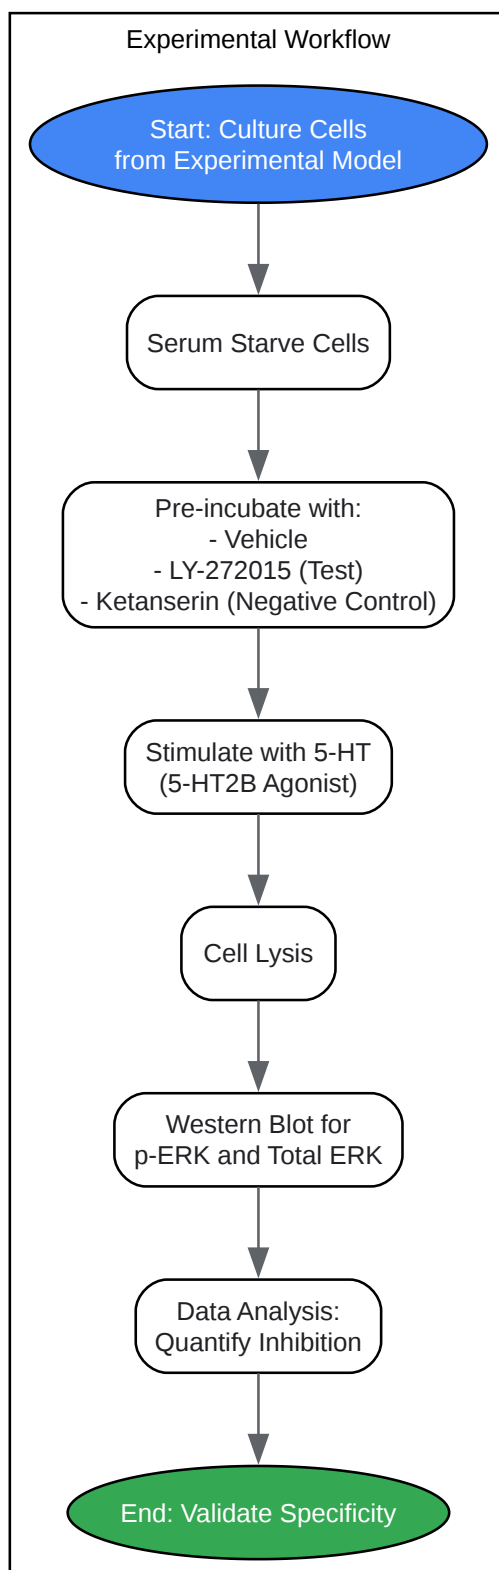 Experimental Workflow
Start: Culture Cells
from Experimental Model
Serum Starve Cells
Pre-incubate with:
- Vehicle
- LY-272015 (Test)
- Ketanserin (Negative Control)
Stimulate with 5-HT
(5-HT2B Agonist)
Cell Lysis
Western Blot for
p-ERK and Total ERK
Data Analysis:
Quantify Inhibition
End: Validate Specificity